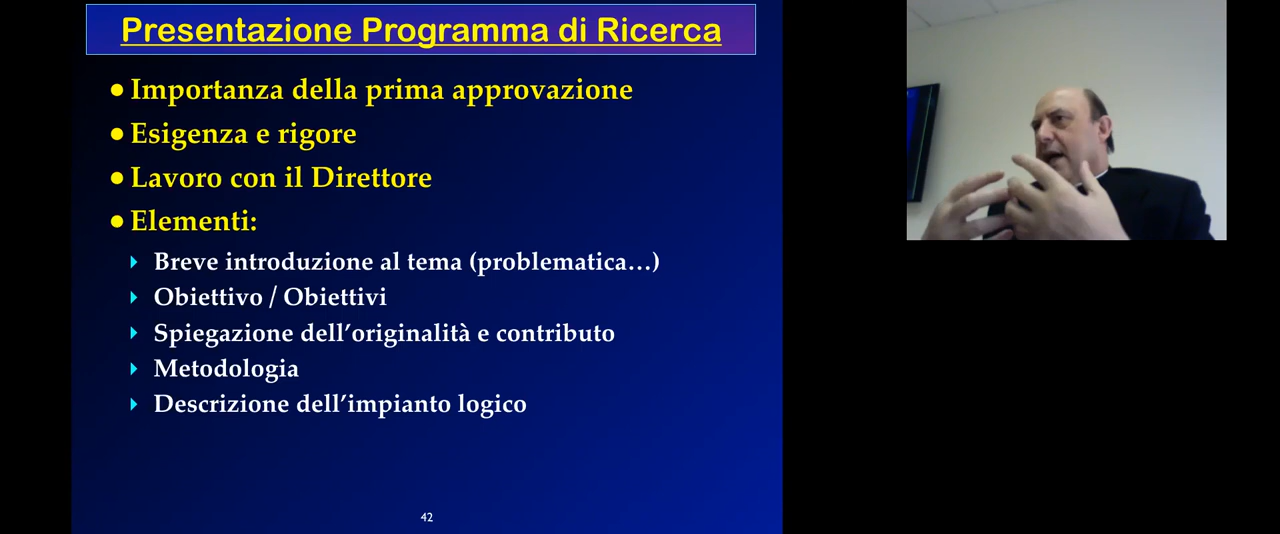 Presentazione Programma di Ricerca
Importanza della prima approvazione
Esigenza e rigore
Lavoro con il Direttore
Elementi:
Breve introduzione al tema (problematica…)
Obiettivo / Obiettivi
Spiegazione dell’originalità e contributo
Metodologia
Descrizione dell’impianto logico
42